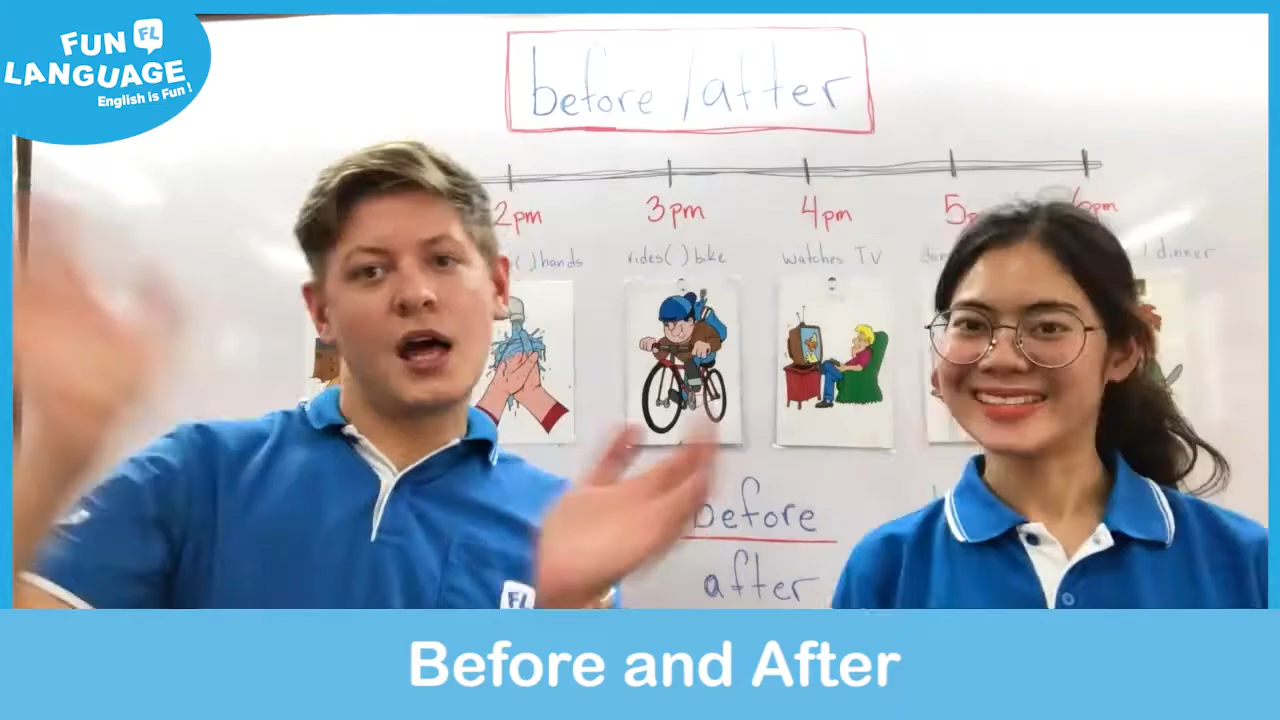 FUN FL
LANGUAGE
English is Fun !
before / after
2pm 3pm 4pm 5p 6pm
( ) hands rides( ) bike watches TV dinner
before
after
FL
Before and After